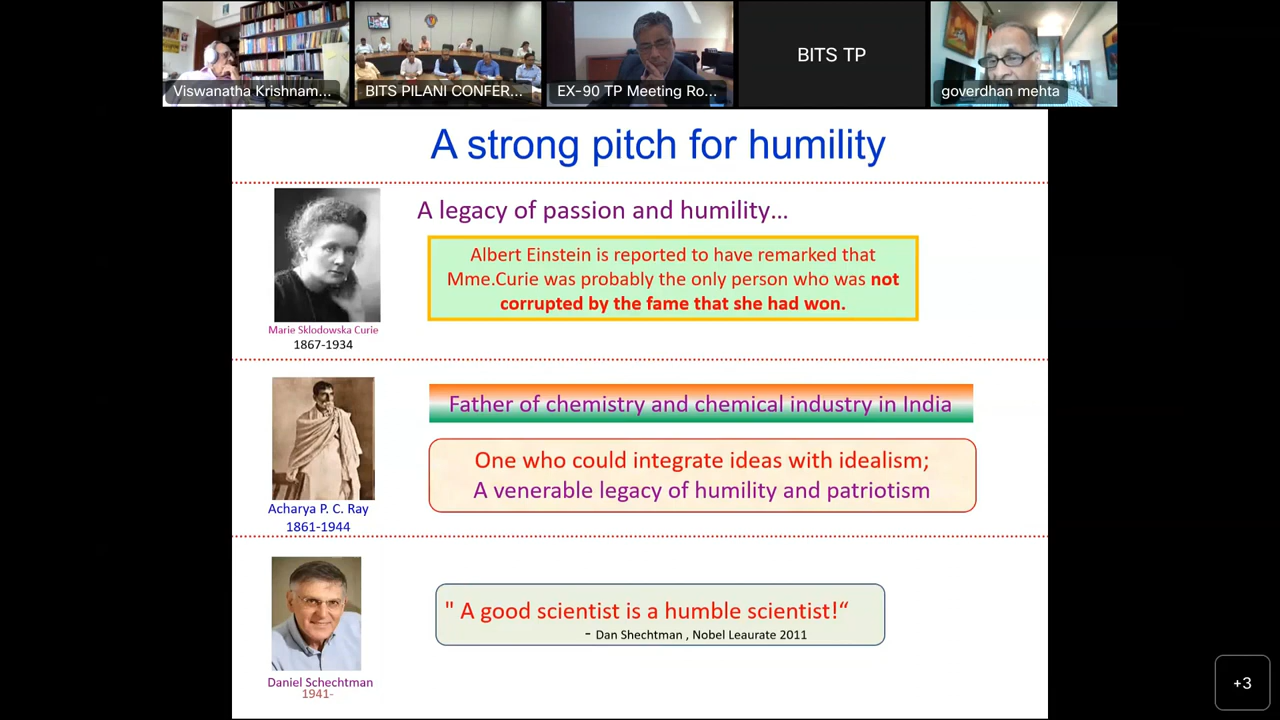 Viswanatha Krishnam...
BITS PILANI CONFER...
EX-90 TP Meeting Ro...
BITS TP
goverdhan mehta
A strong pitch for humility
A legacy of passion and humility...
Albert Einstein is reported to have remarked that
Mme.Curie was probably the only person who was not
corrupted by the fame that she had won.
Marie Sklodowska Curie
1867-1934
Father of chemistry and chemical industry in India
One who could integrate ideas with idealism;
A venerable legacy of humility and patriotism
Acharya P. C. Ray
1861-1944
" A good scientist is a humble scientist!“
- Dan Shechtman , Nobel Leaurate 2011
Daniel Schechtman
1941-
+3